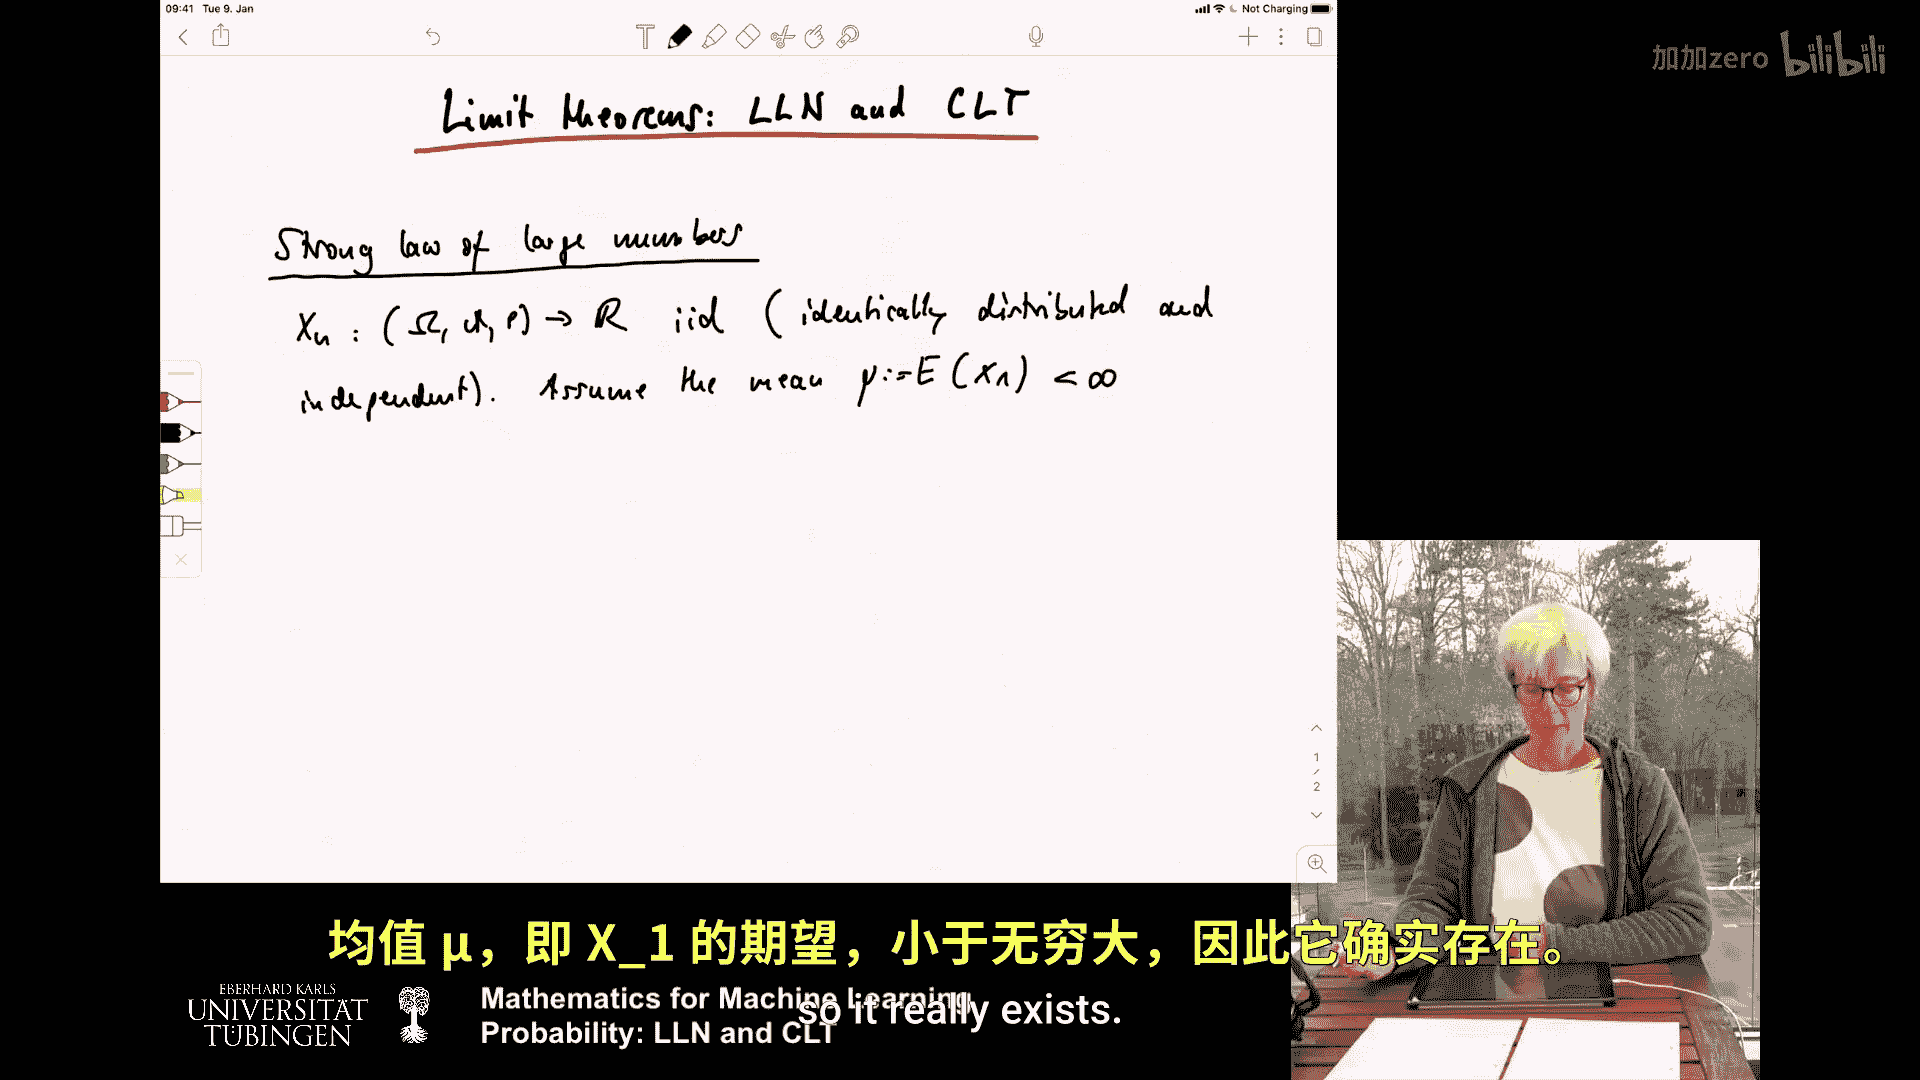 09:41 Tue 9. Jan
Not Charging
加加zero bilibili
Limit theorems: LLN and CLT
Strong law of large numbers
Xₙ : (Ω, 𝒜, P) → ℝ iid (identically distributed and
independent). Assume the mean μ := E(X₁) < ∞
1
/
2
均值 μ，即 X_1 的期望，小于无穷大，因此它确实存在。
so it really exists.
EBERHARD KARLS
UNIVERSITÄT
TÜBINGEN
Mathematics for Machine Learning
Probability: LLN and CLT